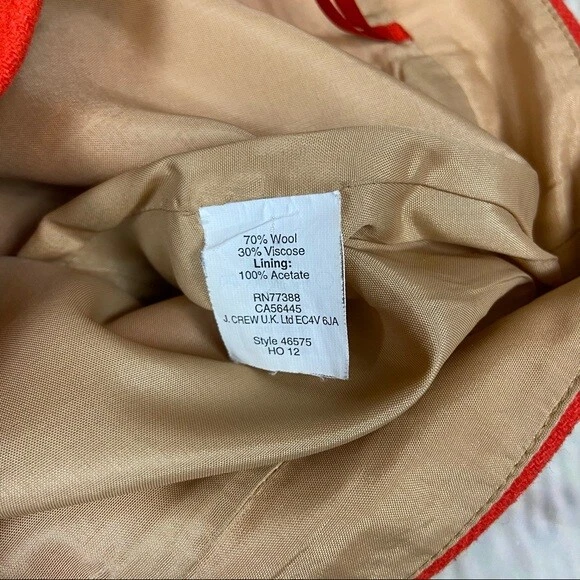 70% Wool
30% Viscose
Lining:
100% Acetate
RN77388
CA56445
J. CREW U.K. Ltd EC4V 6JA
Style 46575
HO 12